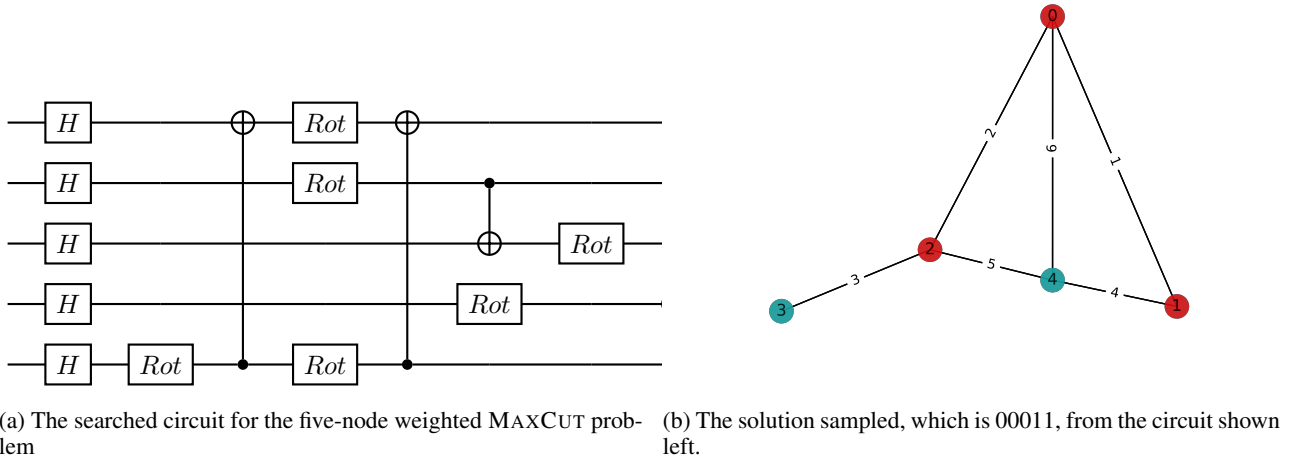 H
Rot
H
Rot
H
Rot
H
Rot
H
Rot
Rot
0
2
6
1
2
5
4
4
1
3
3
(a) The searched circuit for the five-node weighted MAXCUT prob-
lem
(b) The solution sampled, which is 00011, from the circuit shown
left.